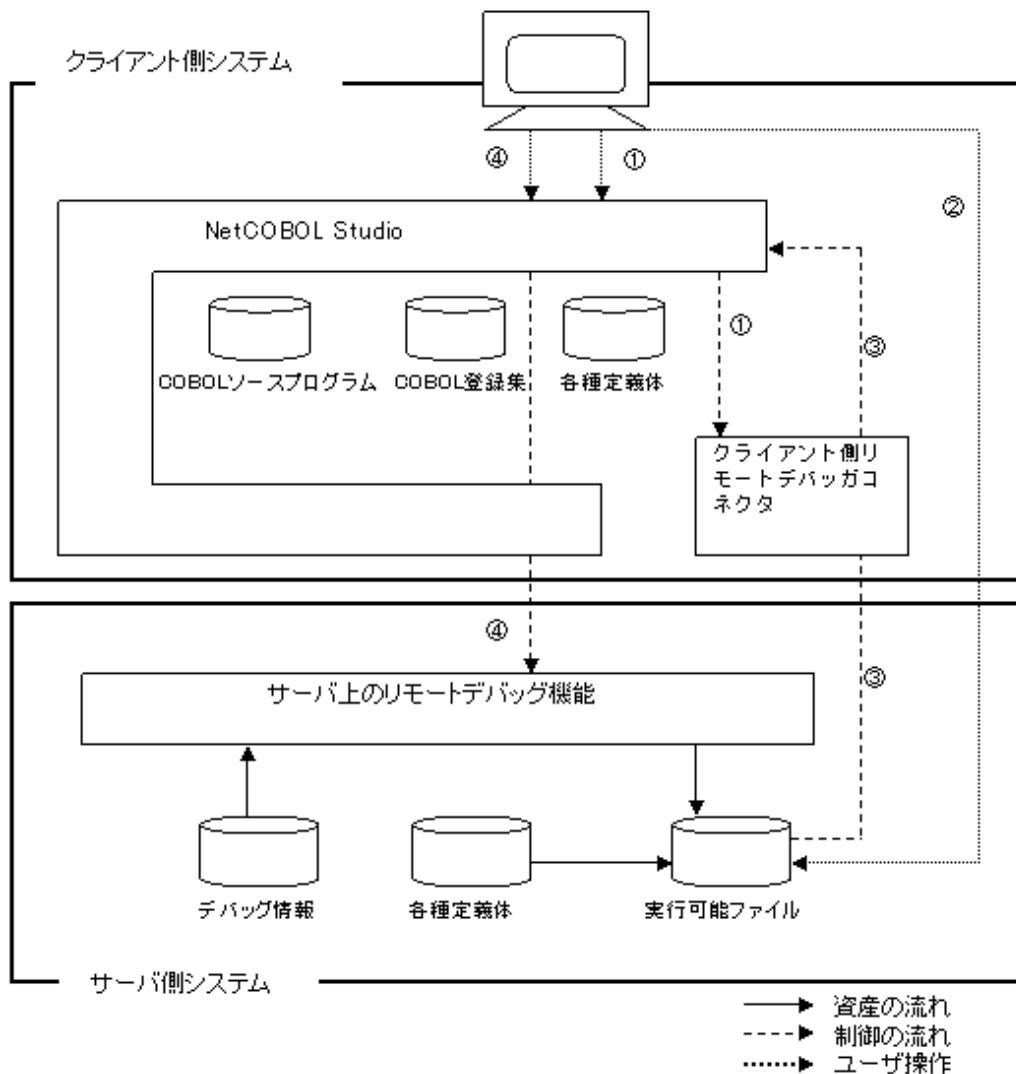 クライアント側システム
④
①
②
NetCOBOL Studio
①
③
COBOLソースプログラム
COBOL登録集
各種定義体
クライアント側リ
モートデバッガコ
ネクタ
④
③
サーバ上のリモートデバッグ機能
デバッグ情報
各種定義体
実行可能ファイル
サーバ側システム
資産の流れ
制御の流れ
ユーザ操作